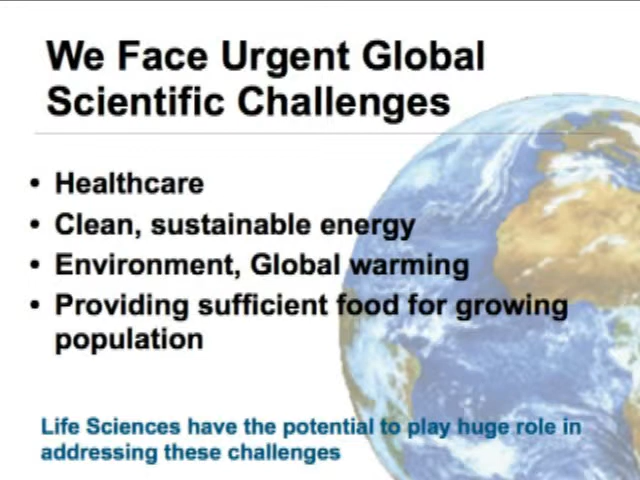 We Face Urgent Global
Scientific Challenges
• Healthcare
• Clean, sustainable energy
• Environment, Global warming
• Providing sufficient food for growing
population
Life Sciences have the potential to play huge role in
addressing these challenges